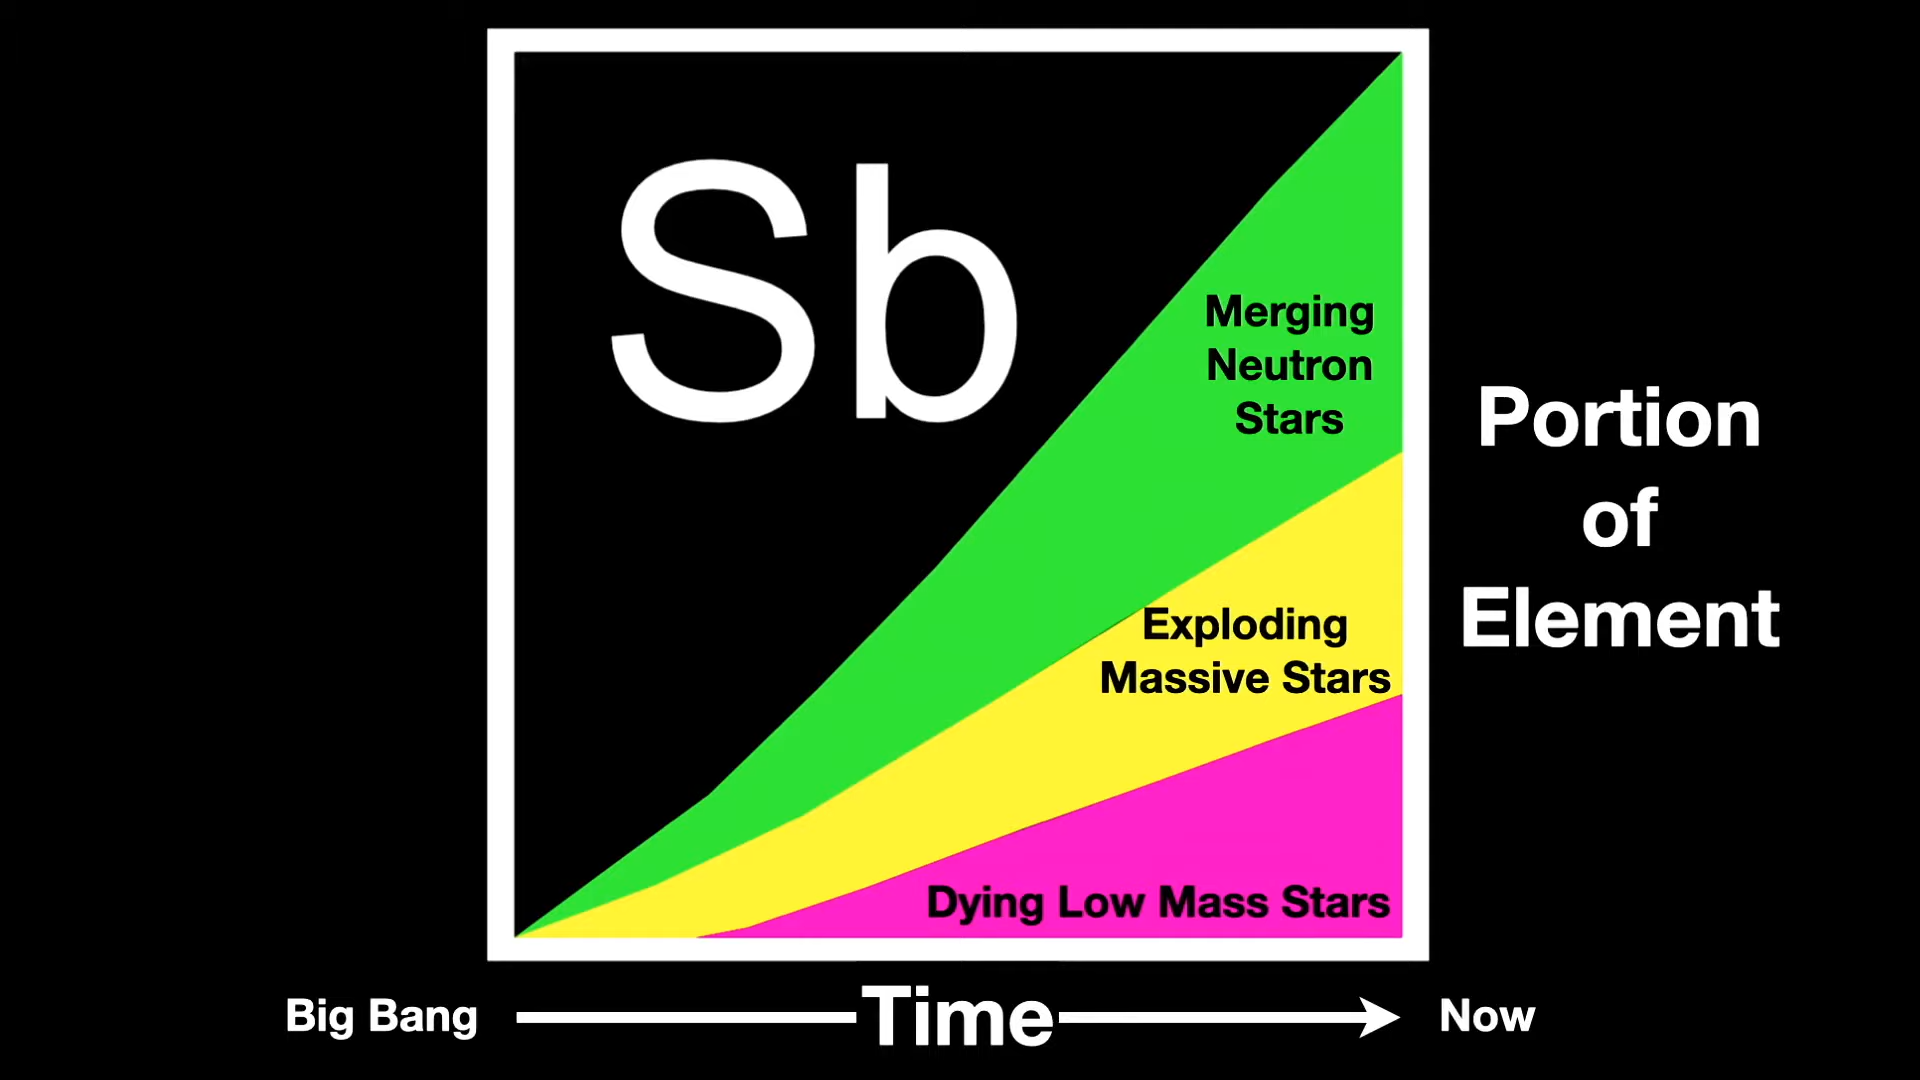 Sb
Merging
Neutron
Stars
Exploding
Massive Stars
Dying Low Mass Stars
Portion
of
Element
Big Bang
Time
Now